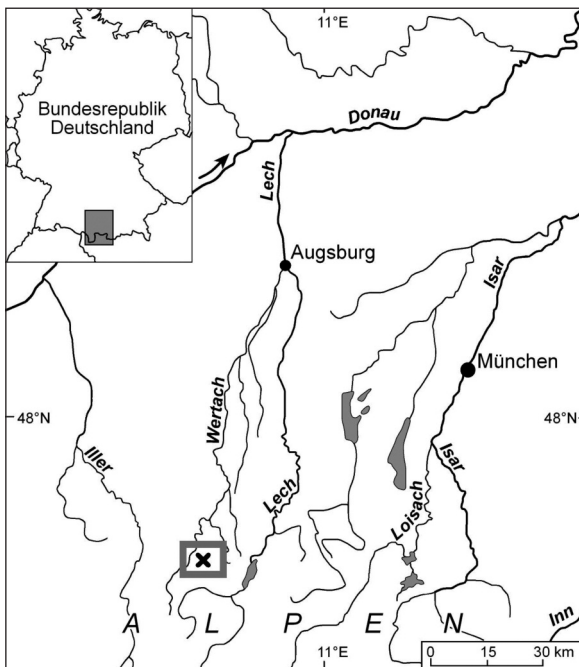 11°E
Bundesrepublik
Deutschland
Donau
Lech
Augsburg
Isar
München
Wertach
48°N
48°N
Iller
Lech
Loisach
Isar
A L P E N
Inn
11°E
0 15 30 km